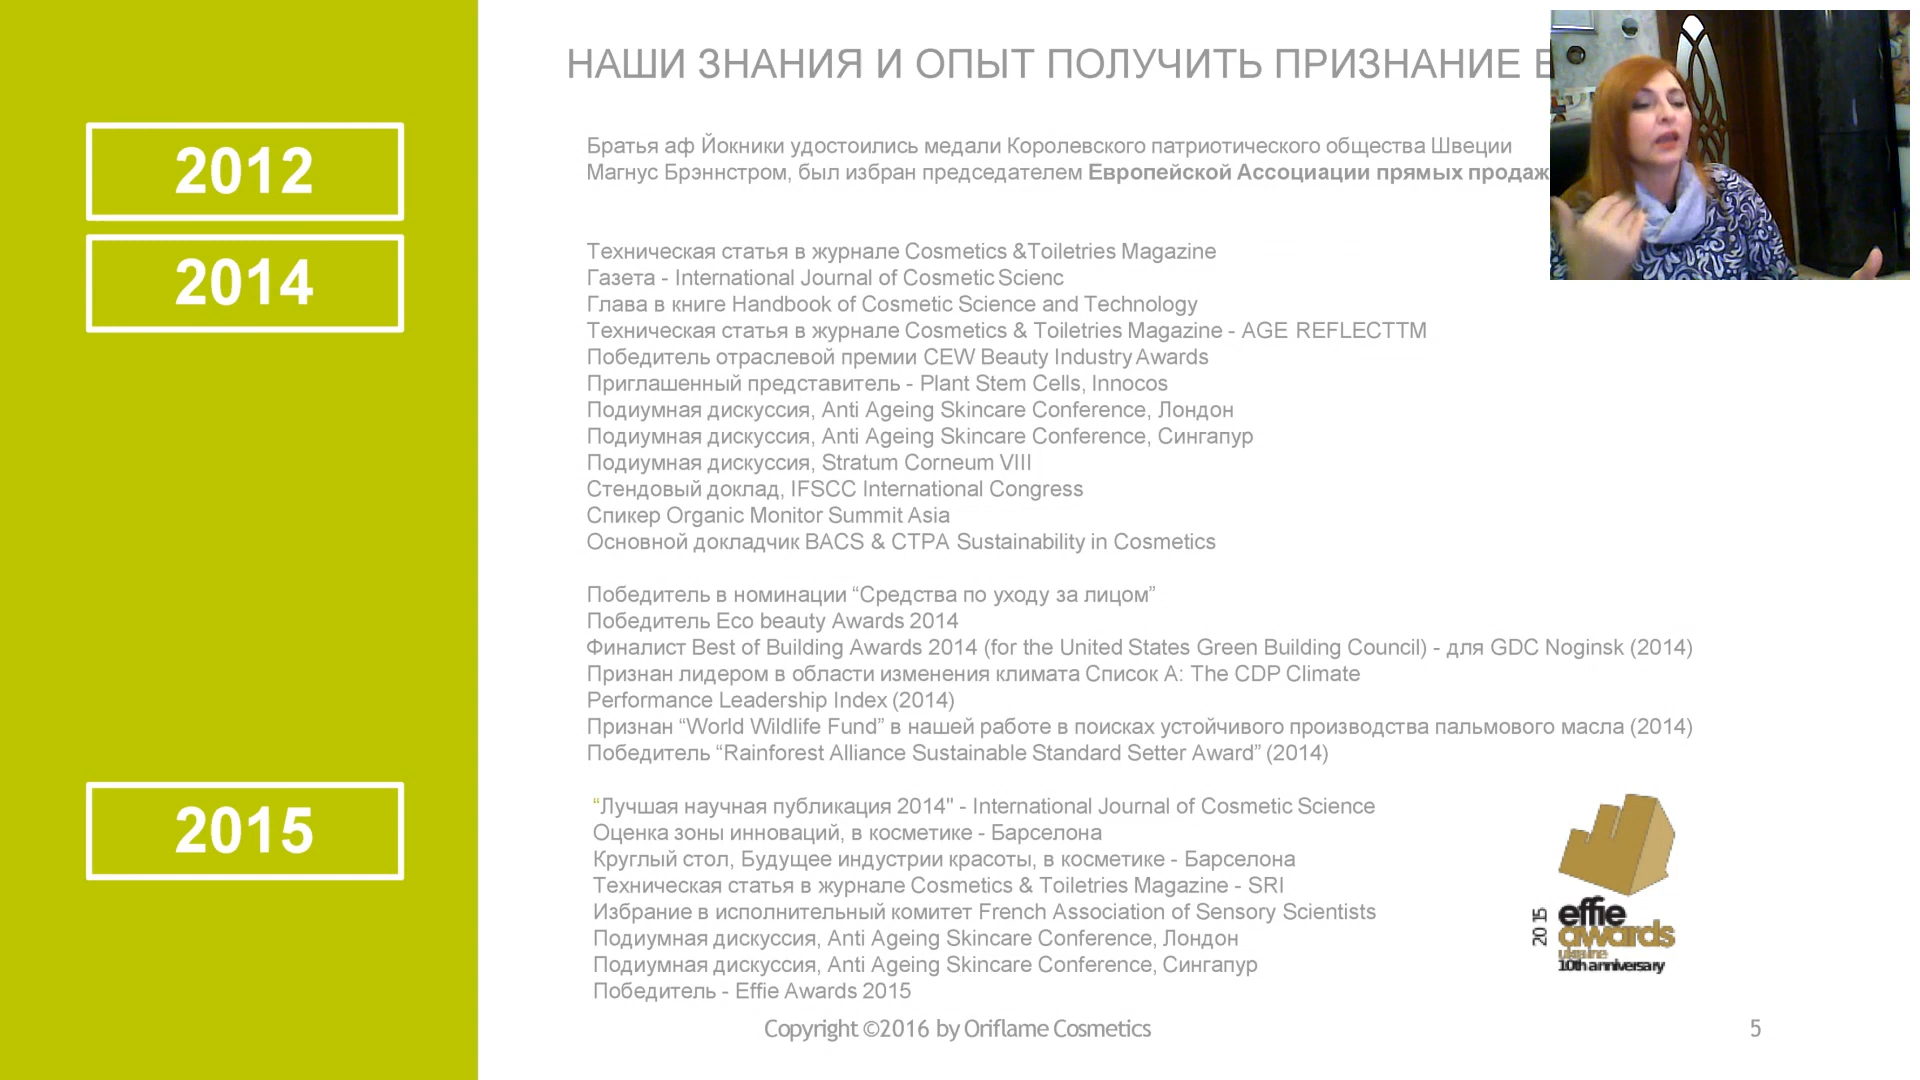 НАШИ ЗНАНИЯ И ОПЫТ ПОЛУЧИТЬ ПРИЗНАНИЕ
2012
Братья аф Йокники удостоились медали Королевского патриотического общества Швеции
Магнус Брэннстром, был избран председателем Европейской Ассоциации прямых продаж
2014
Техническая статья в журнале Cosmetics &Toiletries Magazine
Газета - International Journal of Cosmetic Scienc
Глава в книге Handbook of Cosmetic Science and Technology
Техническая статья в журнале Cosmetics & Toiletries Magazine - AGE REFLECTTM
Победитель отраслевой премии CEW Beauty Industry Awards
Приглашенный представитель - Plant Stem Cells, Innocos
Подиумная дискуссия, Anti Ageing Skincare Conference, Лондон
Подиумная дискуссия, Anti Ageing Skincare Conference, Сингапур
Подиумная дискуссия, Stratum Corneum VIII
Стендовый доклад, IFSCC International Congress
Спикер Organic Monitor Summit Asia
Основной докладчик BACS & CTPA Sustainability in Cosmetics
Победитель в номинации “Средства по уходу за лицом”
Победитель Eco beauty Awards 2014
Финалист Best of Building Awards 2014 (for the United States Green Building Council) - для GDC Noginsk (2014)
Признан лидером в области изменения климата Список А: The CDP Climate
Performance Leadership Index (2014)
Признан “World Wildlife Fund” в нашей работе в поисках устойчивого производства пальмового масла (2014)
Победитель “Rainforest Alliance Sustainable Standard Setter Award” (2014)
2015
“Лучшая научная публикация 2014" - International Journal of Cosmetic Science
Оценка зоны инноваций, в косметике - Барселона
Круглый стол, Будущее индустрии красоты, в косметике - Барселона
Техническая статья в журнале Cosmetics & Toiletries Magazine - SRI
Избрание в исполнительный комитет French Association of Sensory Scientists
Подиумная дискуссия, Anti Ageing Skincare Conference, Лондон
Подиумная дискуссия, Anti Ageing Skincare Conference, Сингапур
Победитель - Effie Awards 2015
2015
effie
awards
ukraine
10th anniversary
Copyright ©2016 by Oriflame Cosmetics
5